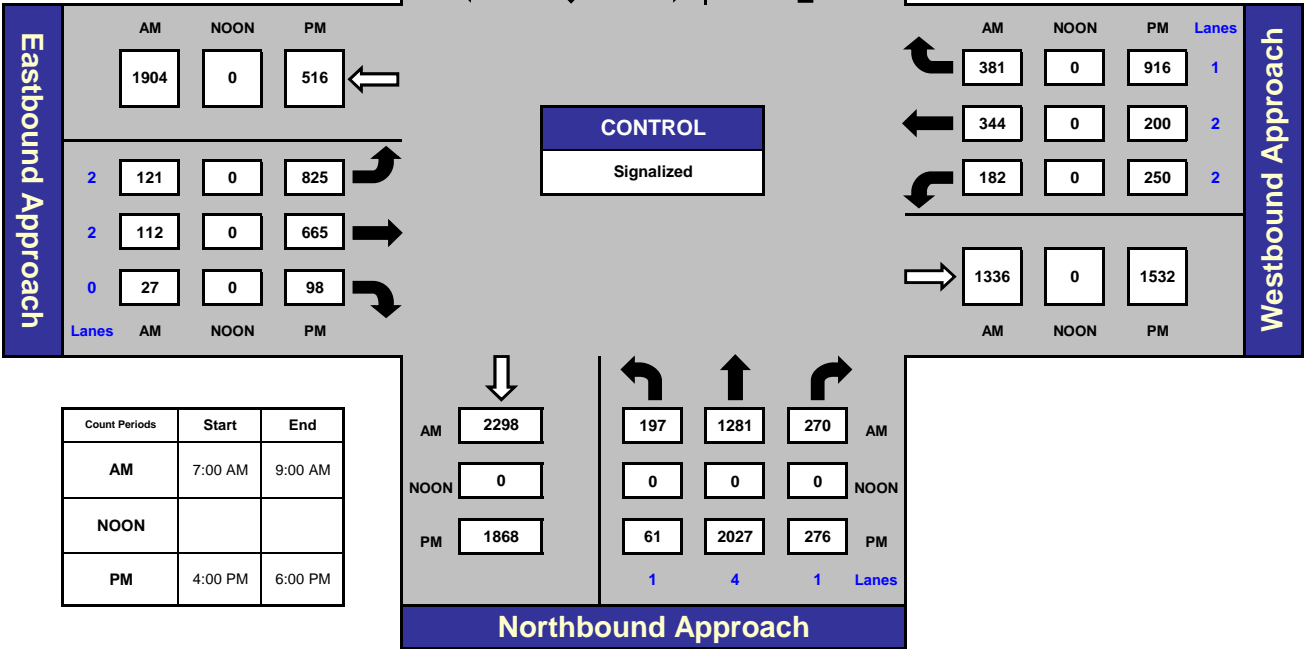 Eastbound Approach
AM NOON PM
1904 0 516
2 121 0 825
2 112 0 665
0 27 0 98
Lanes AM NOON PM
CONTROL
Signalized
AM NOON PM Lanes
381 0 916 1
344 0 200 2
182 0 250 2
1336 0 1532
AM NOON PM
Westbound Approach
Count Periods Start End
AM 7:00 AM 9:00 AM
NOON
PM 4:00 PM 6:00 PM
AM 2298 197 1281 270 AM
NOON 0 0 0 0 NOON
PM 1868 61 2027 276 PM
1 4 1 Lanes
Northbound Approach